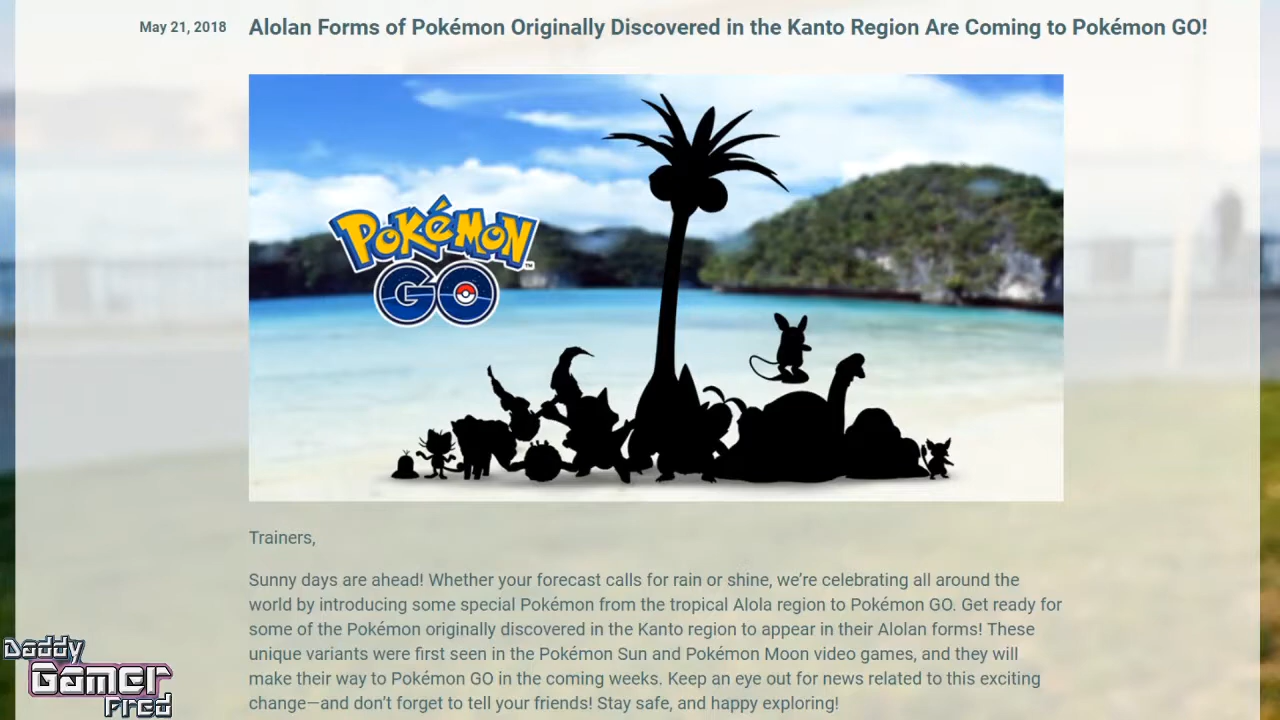 May 21, 2018
Alolan Forms of Pokémon Originally Discovered in the Kanto Region Are Coming to Pokémon GO!
POKéMON
GO
TM
Trainers,
Sunny days are ahead! Whether your forecast calls for rain or shine, we’re celebrating all around the
world by introducing some special Pokémon from the tropical Alola region to Pokémon GO. Get ready for
some of the Pokémon originally discovered in the Kanto region to appear in their Alolan forms! These
unique variants were first seen in the Pokémon Sun and Pokémon Moon video games, and they will
make their way to Pokémon GO in the coming weeks. Keep an eye out for news related to this exciting
change—and don’t forget to tell your friends! Stay safe, and happy exploring!
Daddy
Gamer
Fred